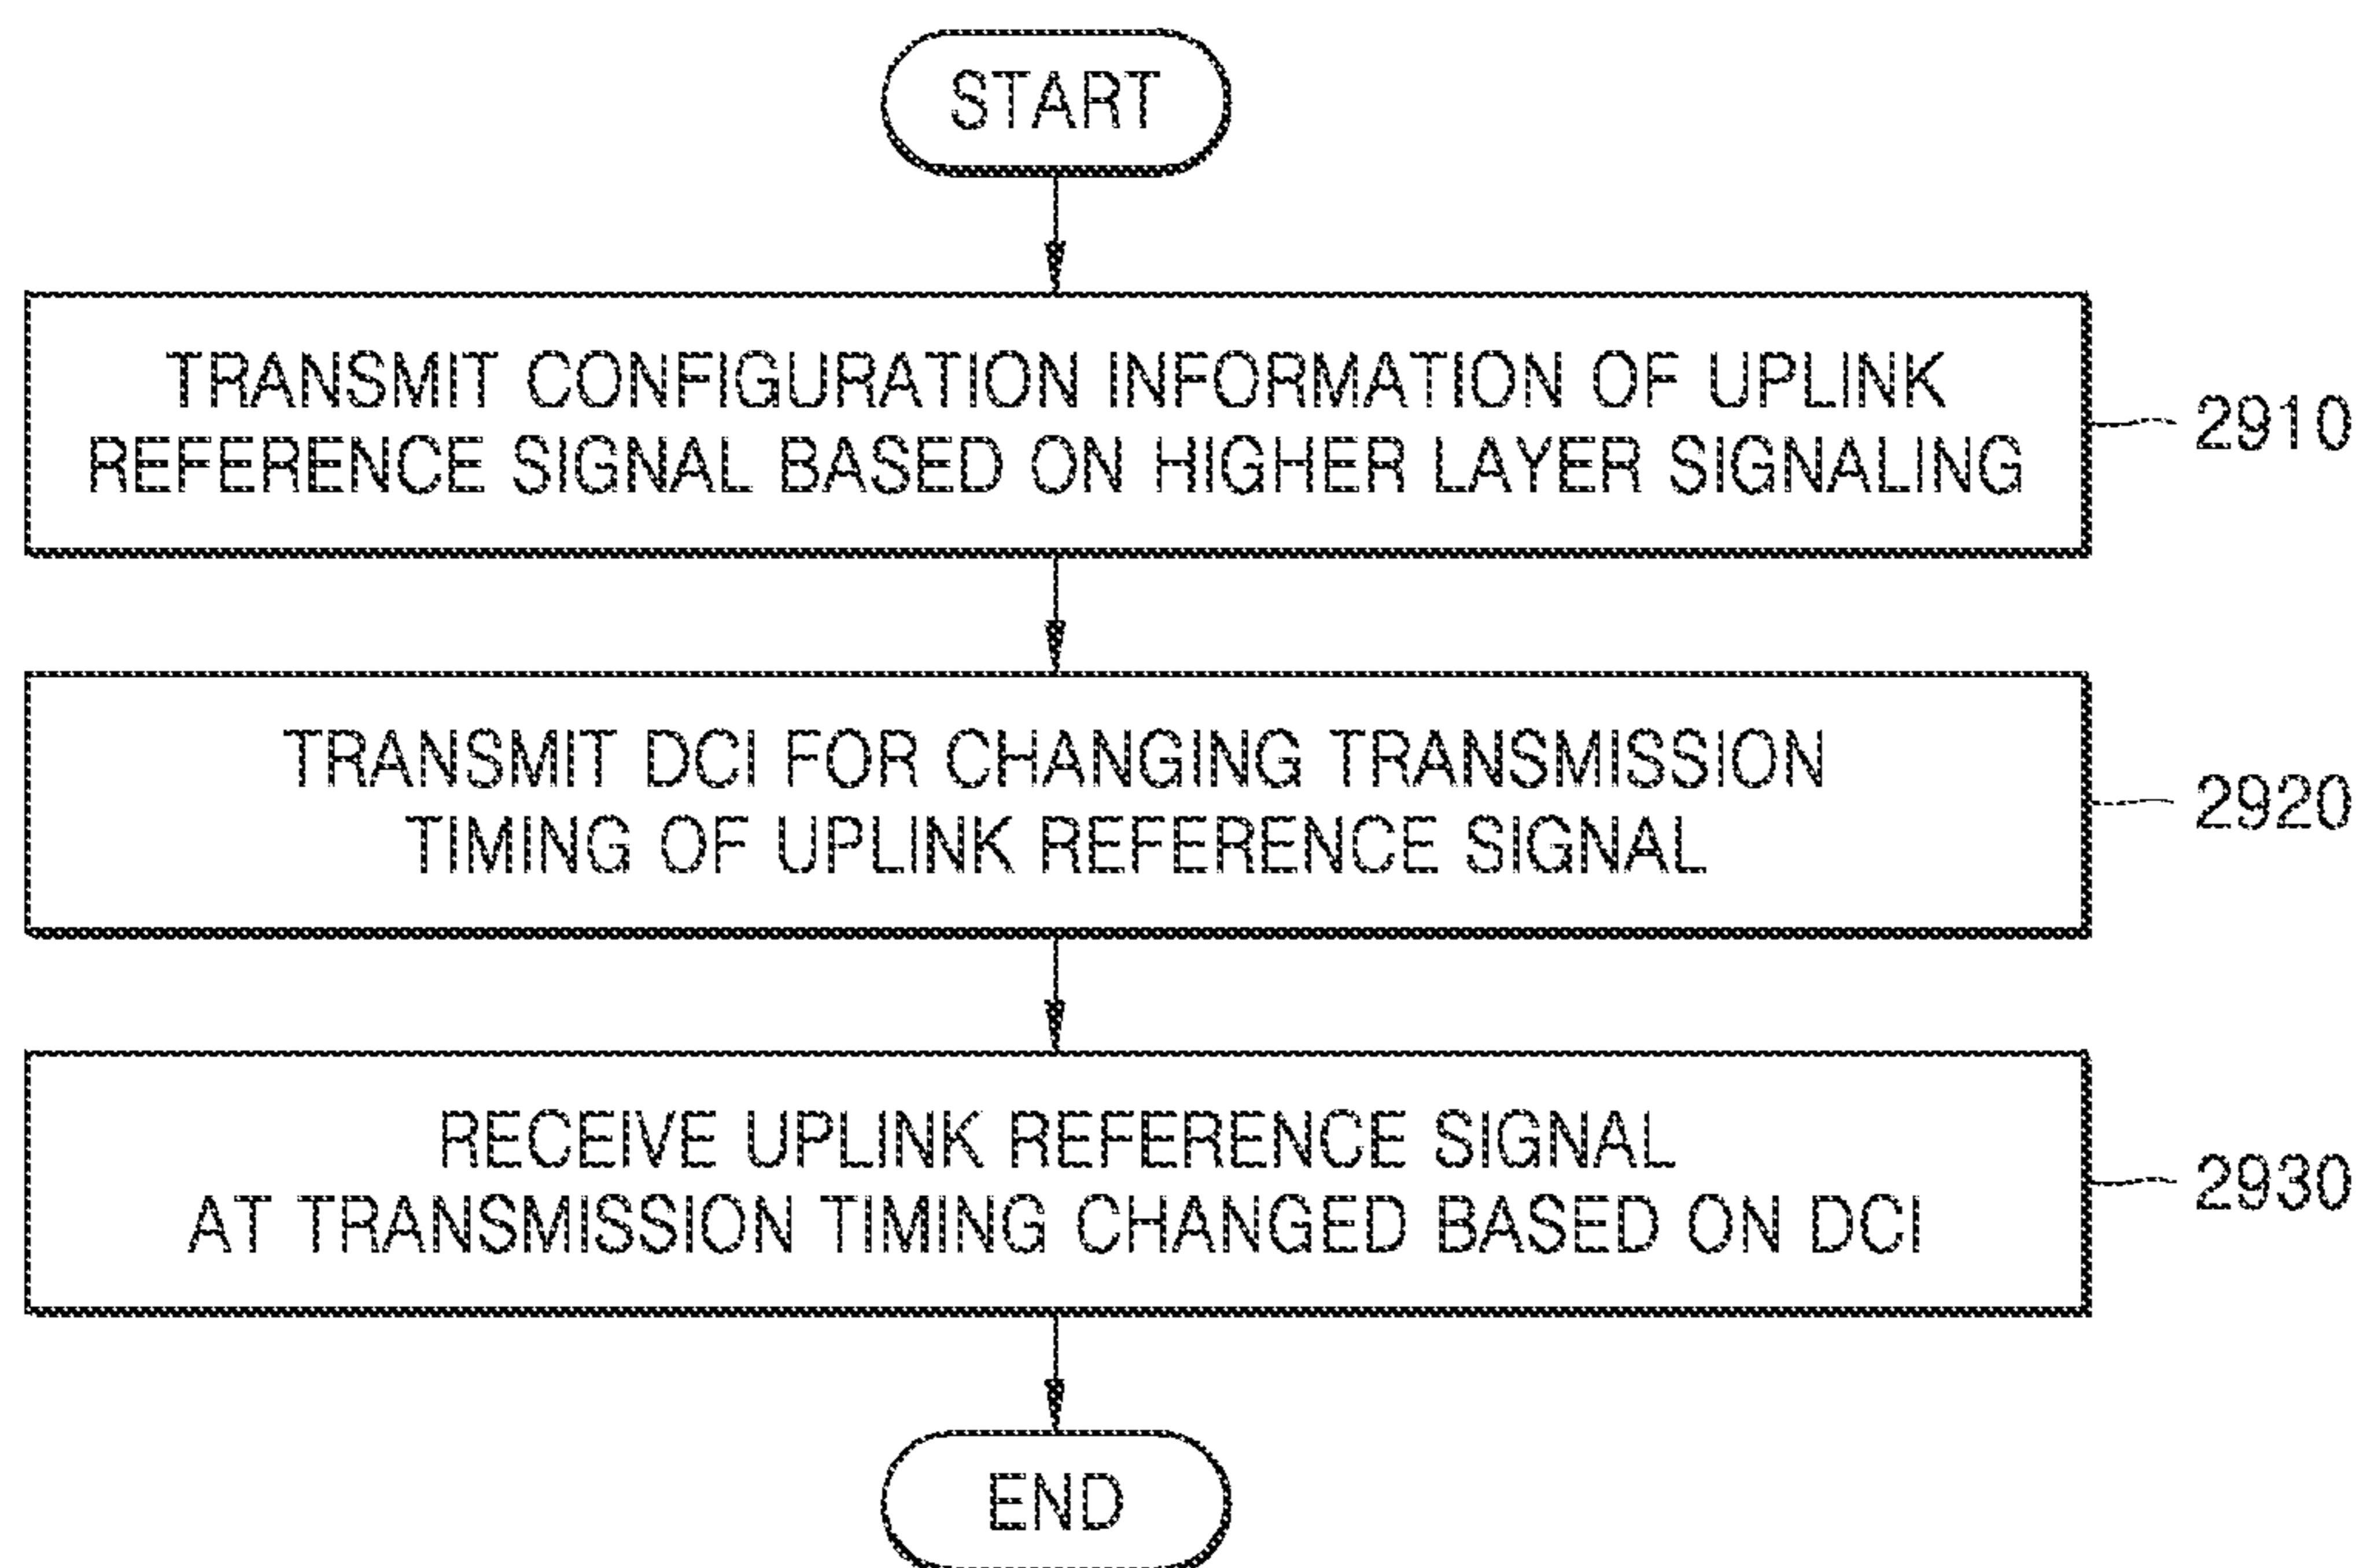 START
TRANSMIT CONFIGURATION INFORMATION OF UPLINK
REFERENCE SIGNAL BASED ON HIGHER LAYER SIGNALING
2910
TRANSMIT DCI FOR CHANGING TRANSMISSION
TIMING OF UPLINK REFERENCE SIGNAL
2920
RECEIVE UPLINK REFERENCE SIGNAL
AT TRANSMISSION TIMING CHANGED BASED ON DCI
2930
END